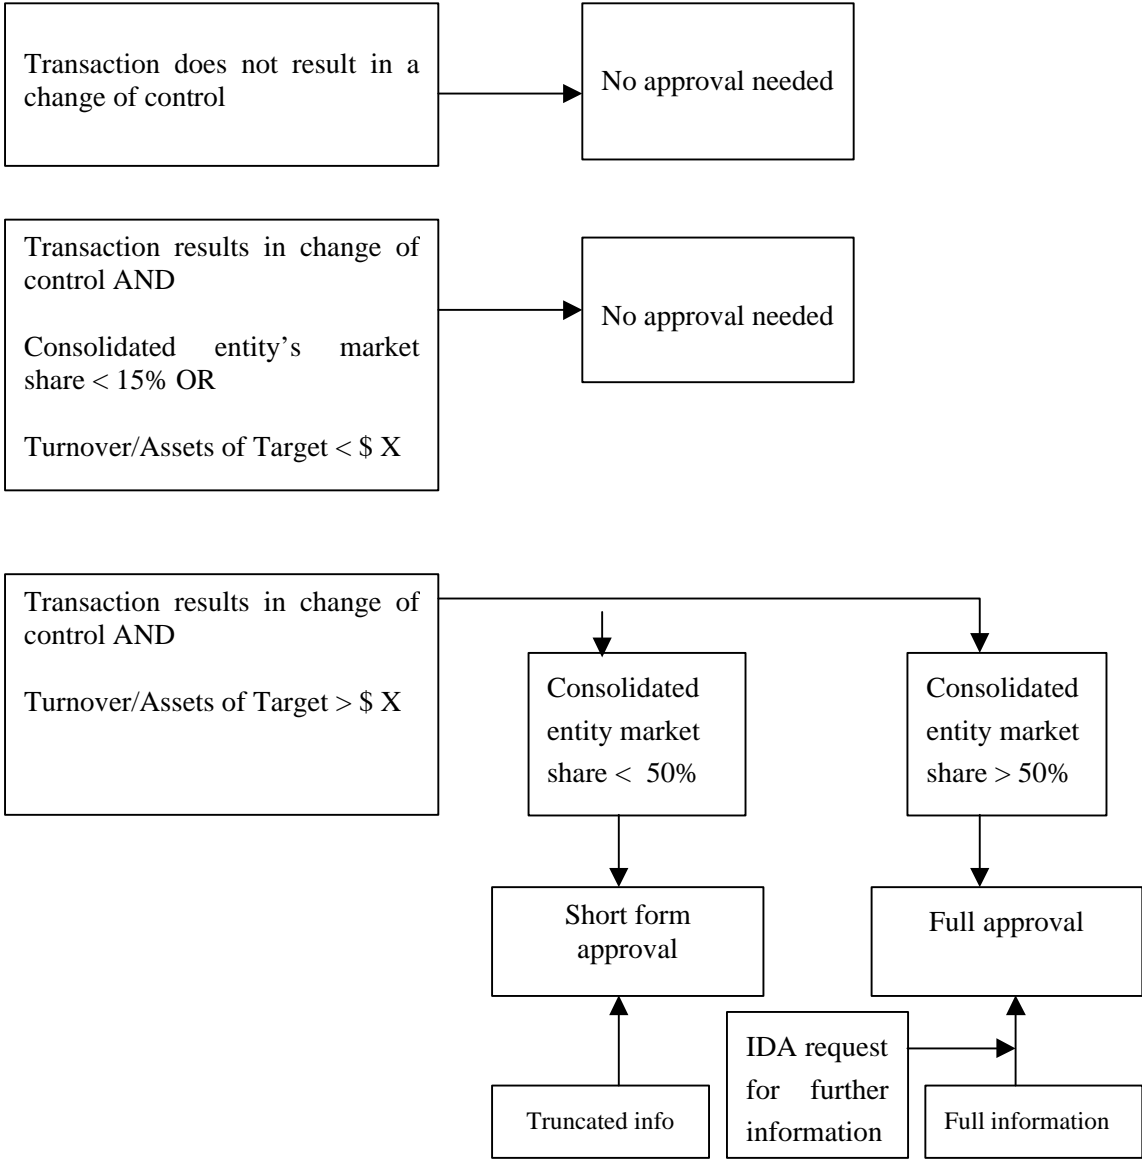 Transaction does not result in a
change of control
No approval needed
Transaction results in change of
control AND
Consolidated entity’s market
share < 15% OR
Turnover/Assets of Target < $ X
No approval needed
Transaction results in change of
control AND
Turnover/Assets of Target > $ X
Consolidated
entity market
share < 50%
Consolidated
entity market
share > 50%
Short form
approval
Full approval
Truncated info
IDA request
for further
information
Full information